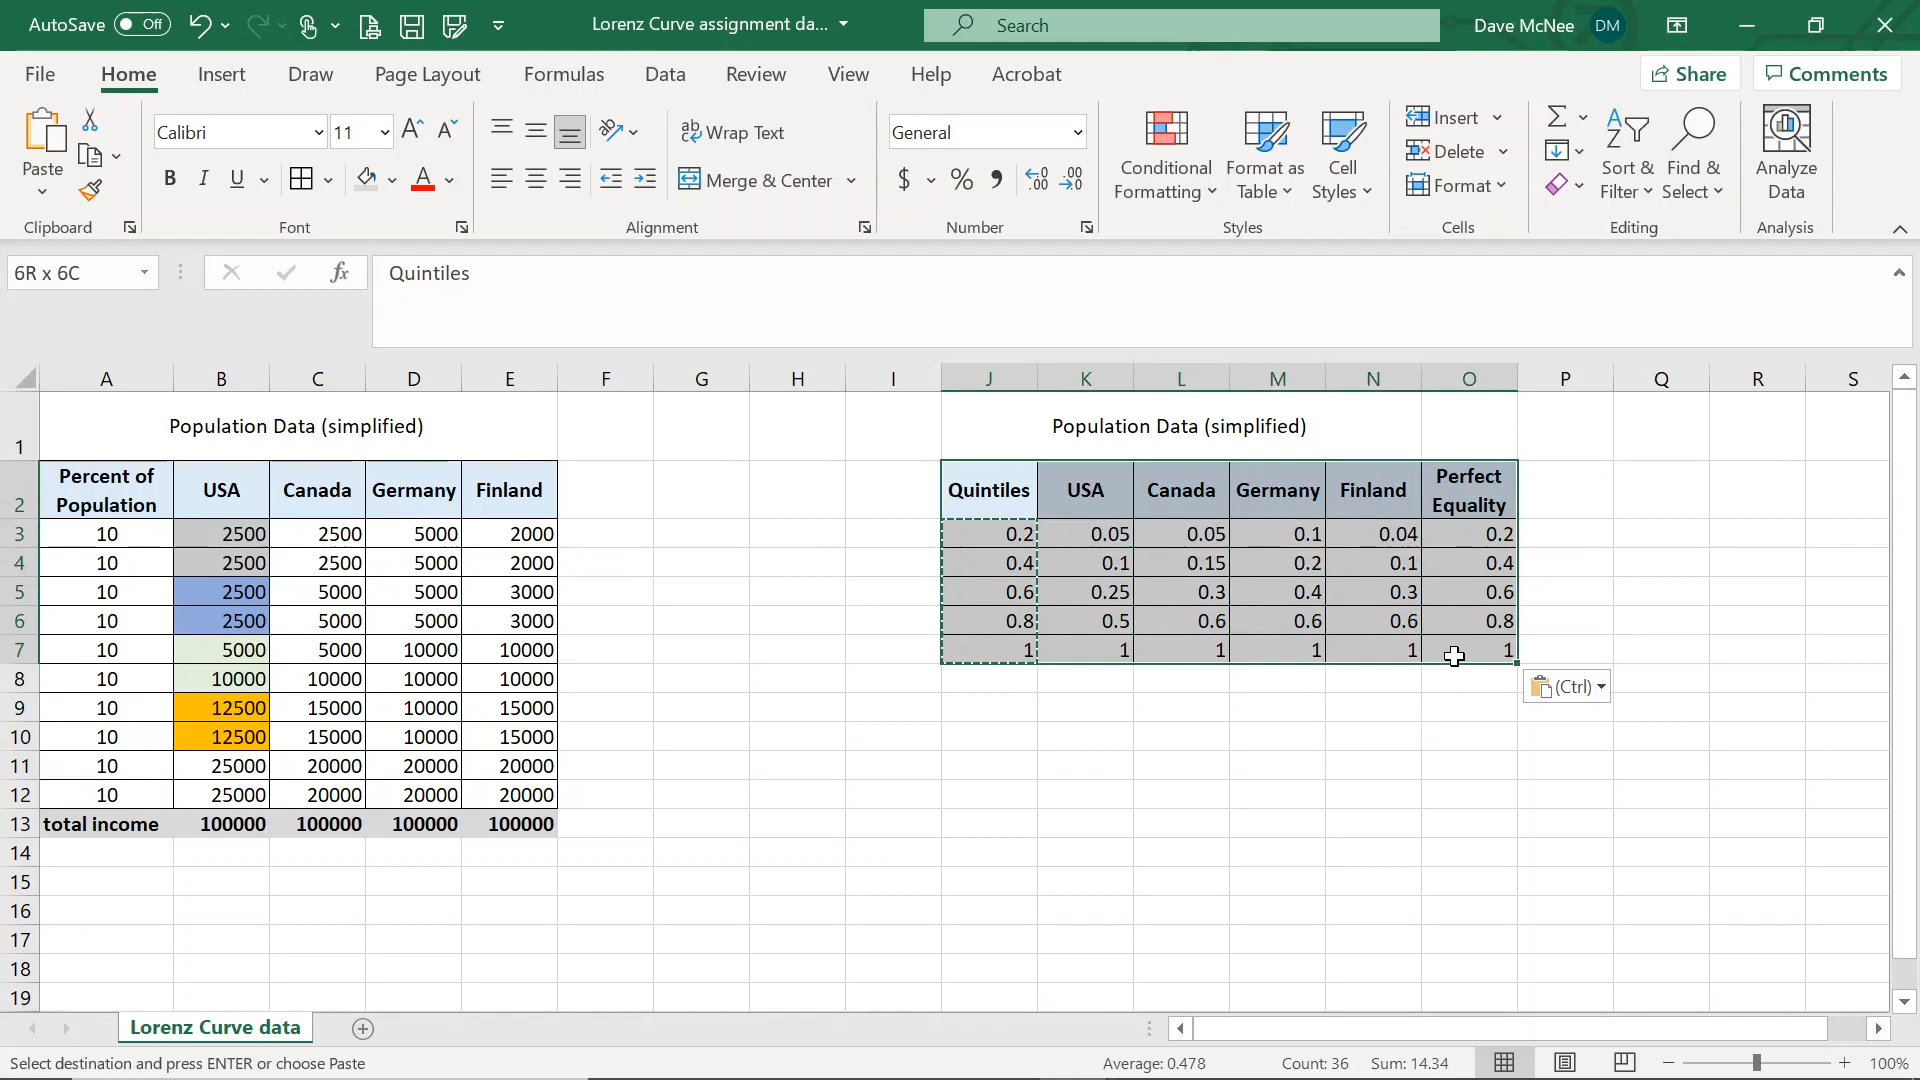 AutoSave Off Lorenz Curve assignment da... Search Dave McNee DM
File Home Insert Draw Page Layout Formulas Data Review View Help Acrobat Share Comments
Calibri 11 Wrap Text General Insert
Paste Conditional Format as Cell Delete Sort & Find & Analyze
B I U Merge & Center $ % Formatting Table Styles Format Filter Select Data
Clipboard Font Alignment Number Styles Cells Editing Analysis
6R x 6C fx Quintiles
A B C D E F G H I J K L M N O P Q R S
1 Population Data (simplified) Population Data (simplified)
Percent of Perfect
2 Population USA Canada Germany Finland Quintiles USA Canada Germany Finland Equality
3 10 2500 2500 5000 2000 0.2 0.05 0.05 0.1 0.04 0.2
4 10 2500 2500 5000 2000 0.4 0.1 0.15 0.2 0.1 0.4
5 10 2500 5000 5000 3000 0.6 0.25 0.3 0.4 0.3 0.6
6 10 2500 5000 5000 3000 0.8 0.5 0.6 0.6 0.6 0.8
7 10 5000 5000 10000 10000 1 1 1 1 1 1
8 10 10000 10000 10000 10000 (Ctrl)
9 10 12500 15000 10000 15000
10 10 12500 15000 10000 15000
11 10 25000 20000 20000 20000
12 10 25000 20000 20000 20000
13 total income 100000 100000 100000 100000
14
15
16
17
18
19
Lorenz Curve data
Select destination and press ENTER or choose Paste Average: 0.478 Count: 36 Sum: 14.34 100%